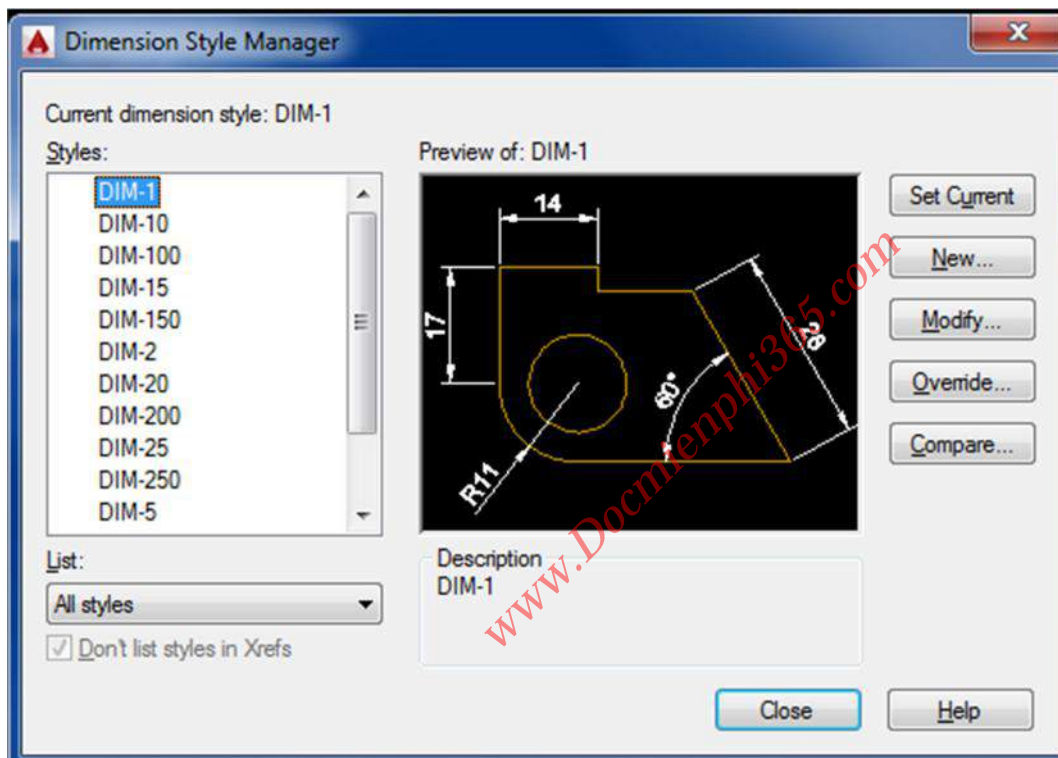 Dimension Style Manager
Current dimension style: DIM-1
Styles:
DIM-1
DIM-10
DIM-100
DIM-15
DIM-150
DIM-2
DIM-20
DIM-200
DIM-25
DIM-250
DIM-5
List:
All styles
Don't list styles in Xrefs
Preview of: DIM-1
14
17
28
60°
R11
www.Docmienphi365.com
Description
DIM-1
Set Current
New...
Modify...
Override...
Compare...
Close
Help